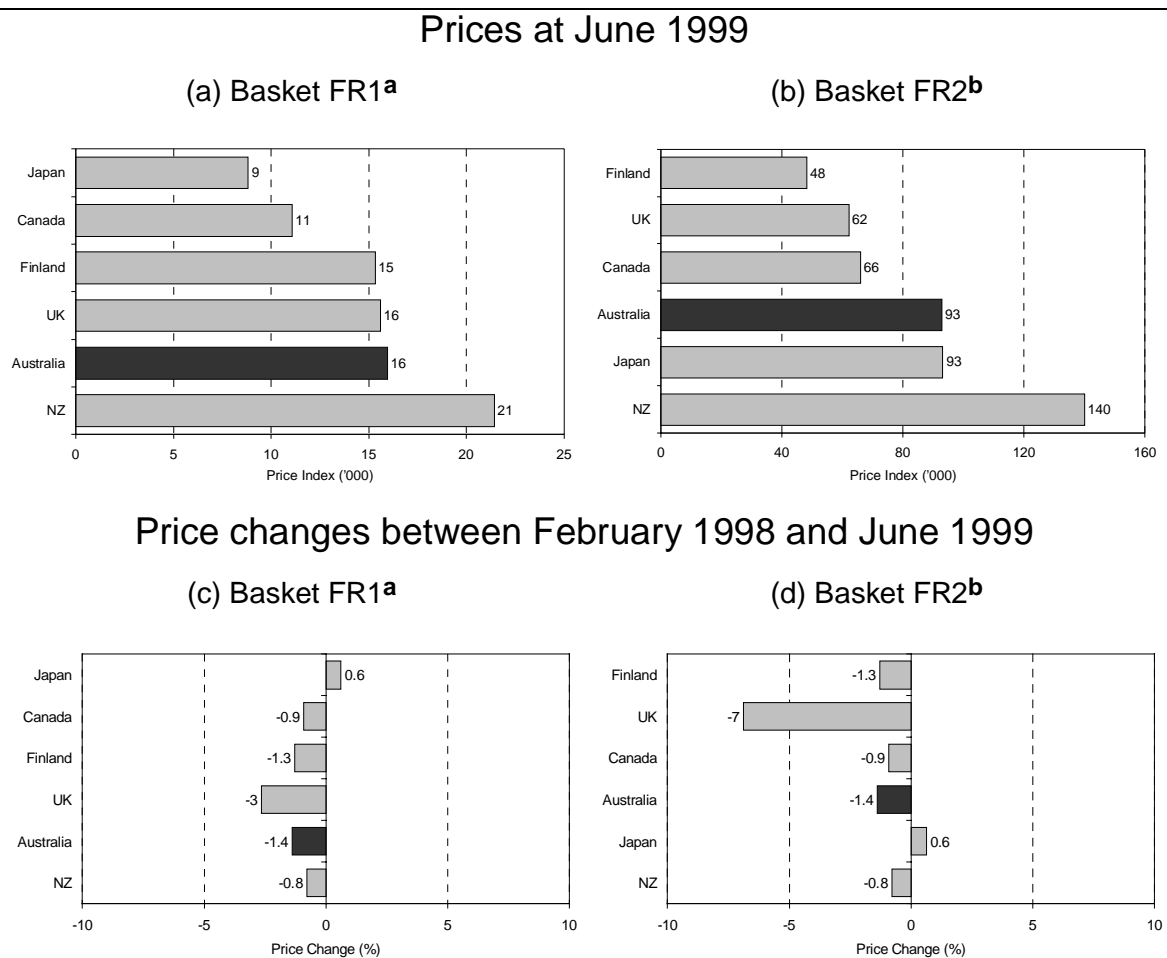 Prices at June 1999
(a) Basket FR1a
Japan 9
Canada 11
Finland 15
UK 16
Australia 16
NZ 21
0 5 10 15 20 25
Price Index ('000)
(b) Basket FR2b
Finland 48
UK 62
Canada 66
Australia 93
Japan 93
NZ 140
0 40 80 120 160
Price Index ('000)
Price changes between February 1998 and June 1999
(c) Basket FR1a
Japan 0.6
Canada -0.9
Finland -1.3
UK -3
Australia -1.4
NZ -0.8
-10 -5 0 5 10
Price Change (%)
(d) Basket FR2b
Finland -1.3
UK -7
Canada -0.9
Australia -1.4
Japan 0.6
NZ -0.8
-10 -5 0 5 10
Price Change (%)